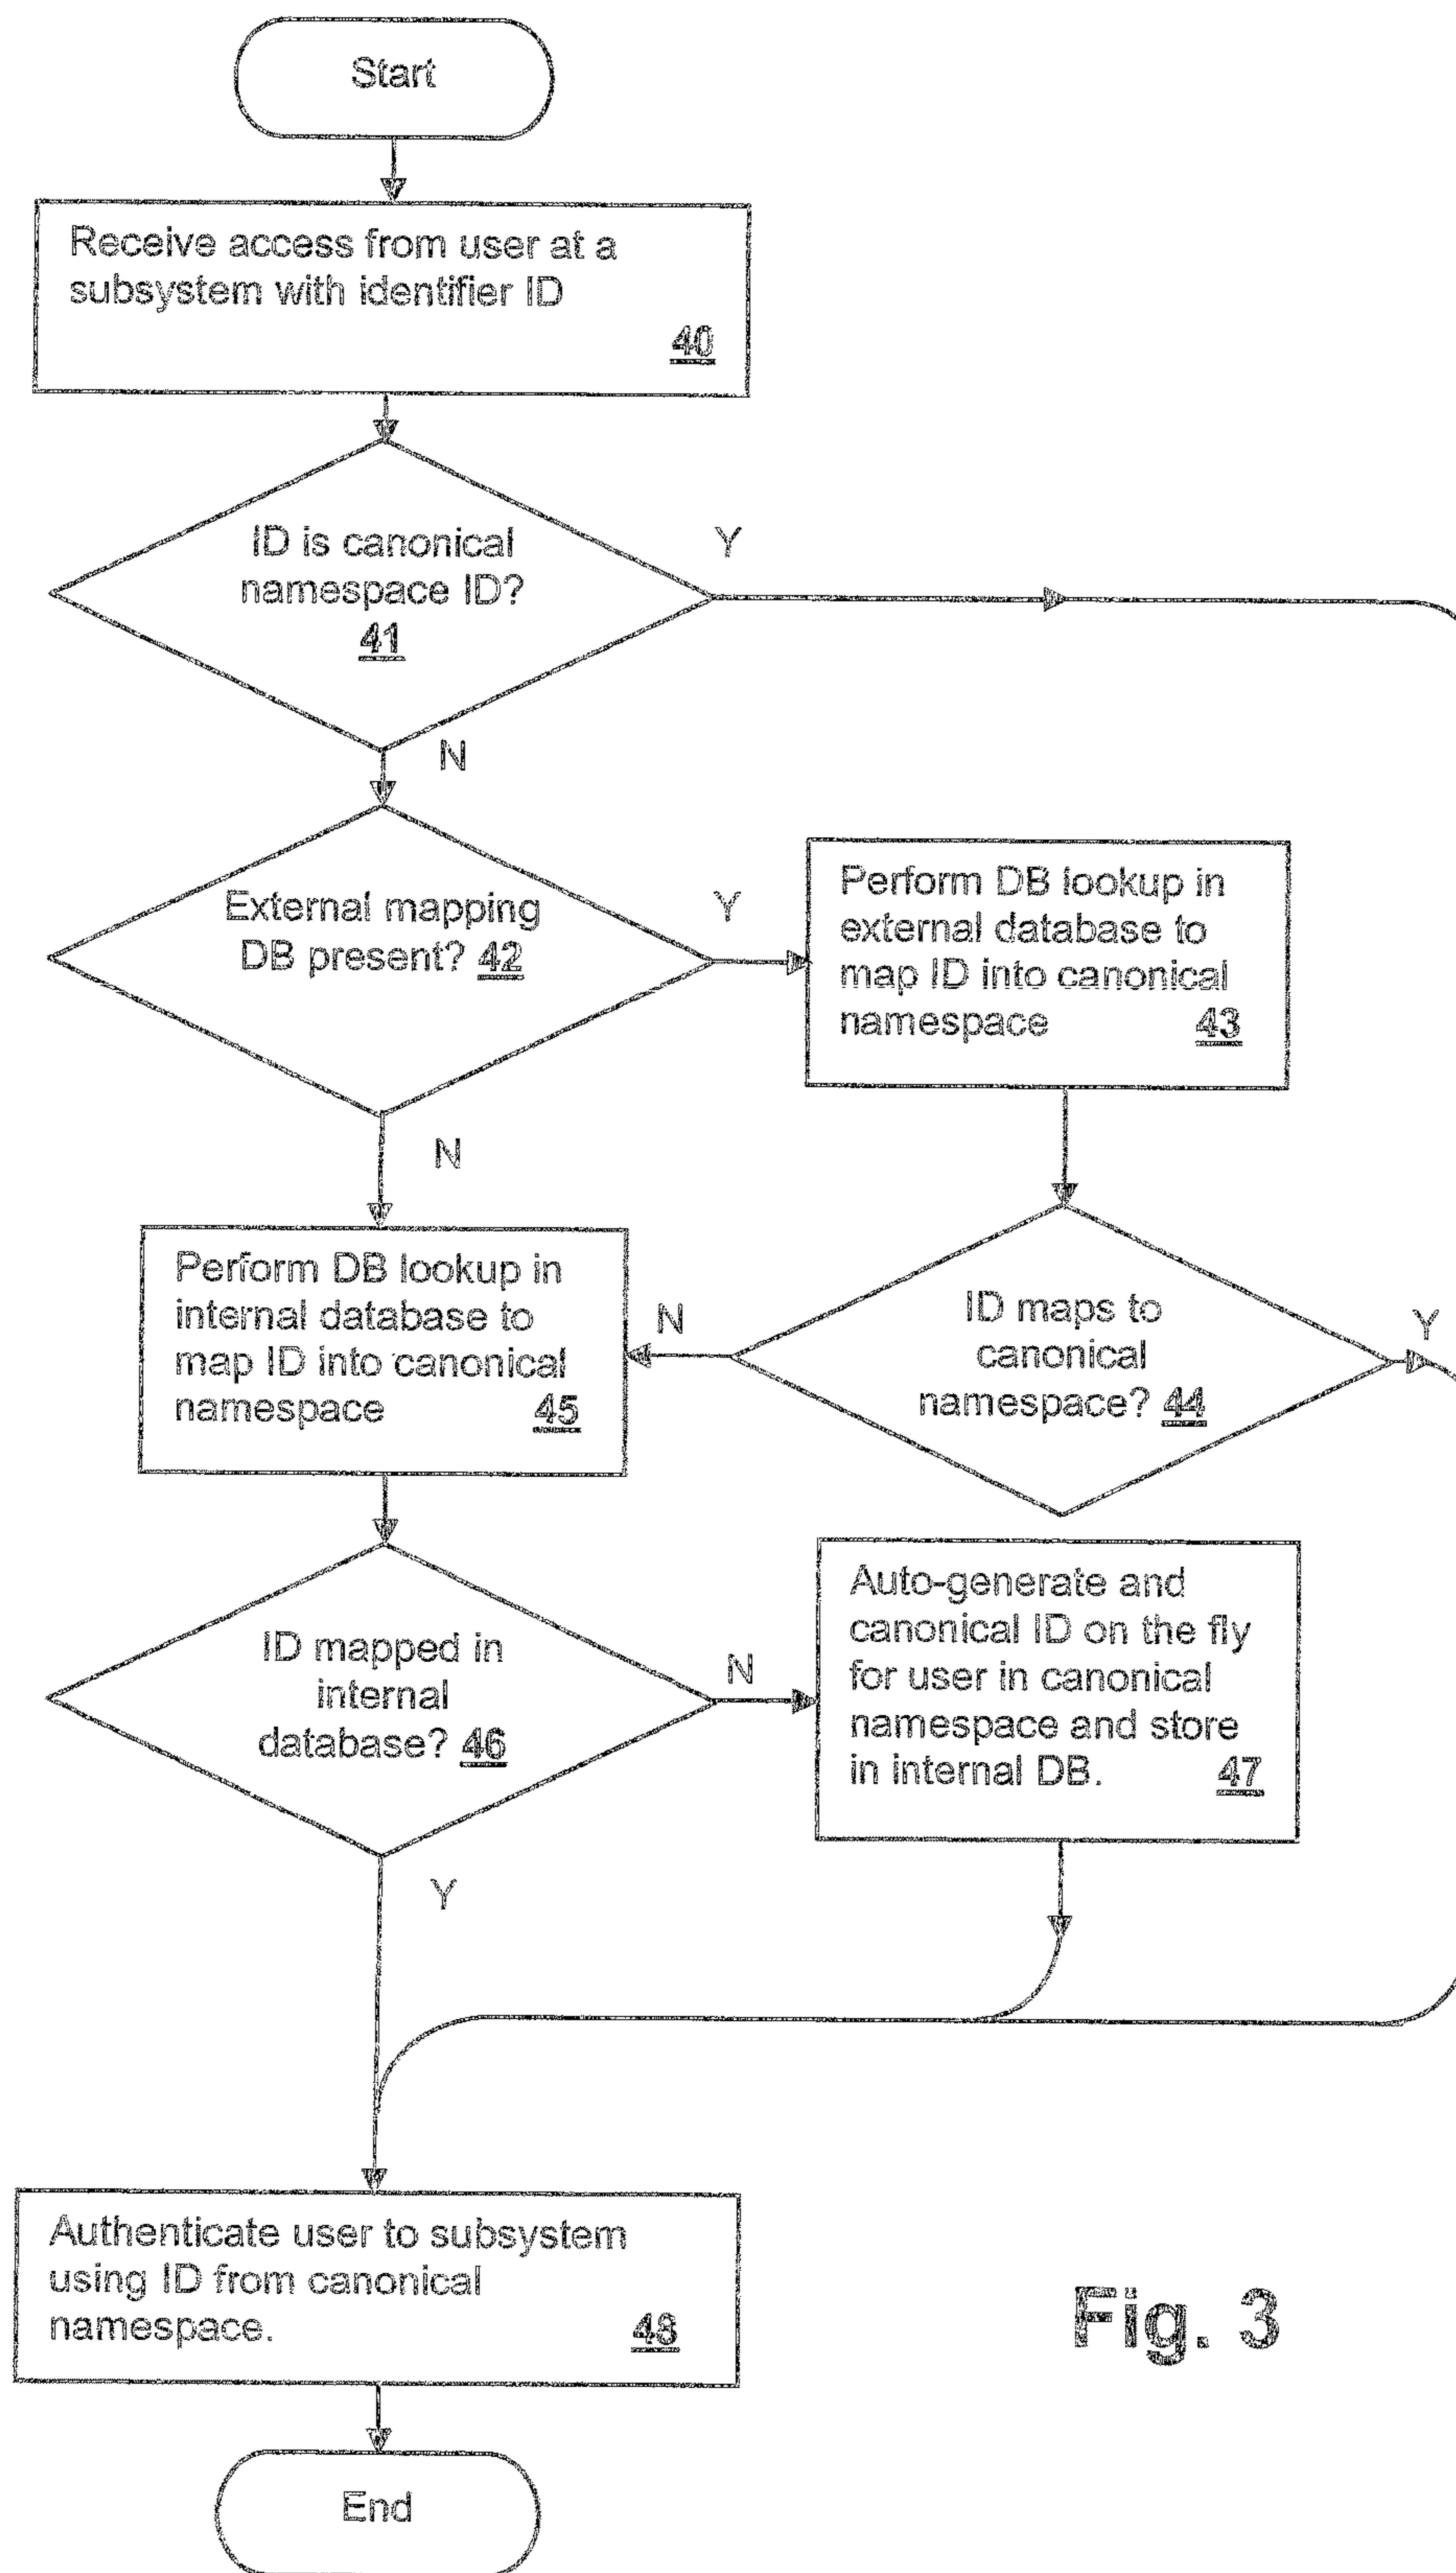 Start
Receive access from user at a
subsystem with identifier ID
40
ID is canonical
namespace ID?
41
Y
N
External mapping
DB present? 42
Y
N
Perform DB lookup in
external database to
map ID into canonical
namespace 43
ID maps to
canonical
namespace? 44
N
Y
Perform DB lookup in
internal database to
map ID into canonical
namespace 45
ID mapped in
internal
database? 46
N
Y
Auto-generate and
canonical ID on the fly
for user in canonical
namespace and store
in internal DB. 47
Authenticate user to subsystem
using ID from canonical
namespace. 48
End
Fig. 3